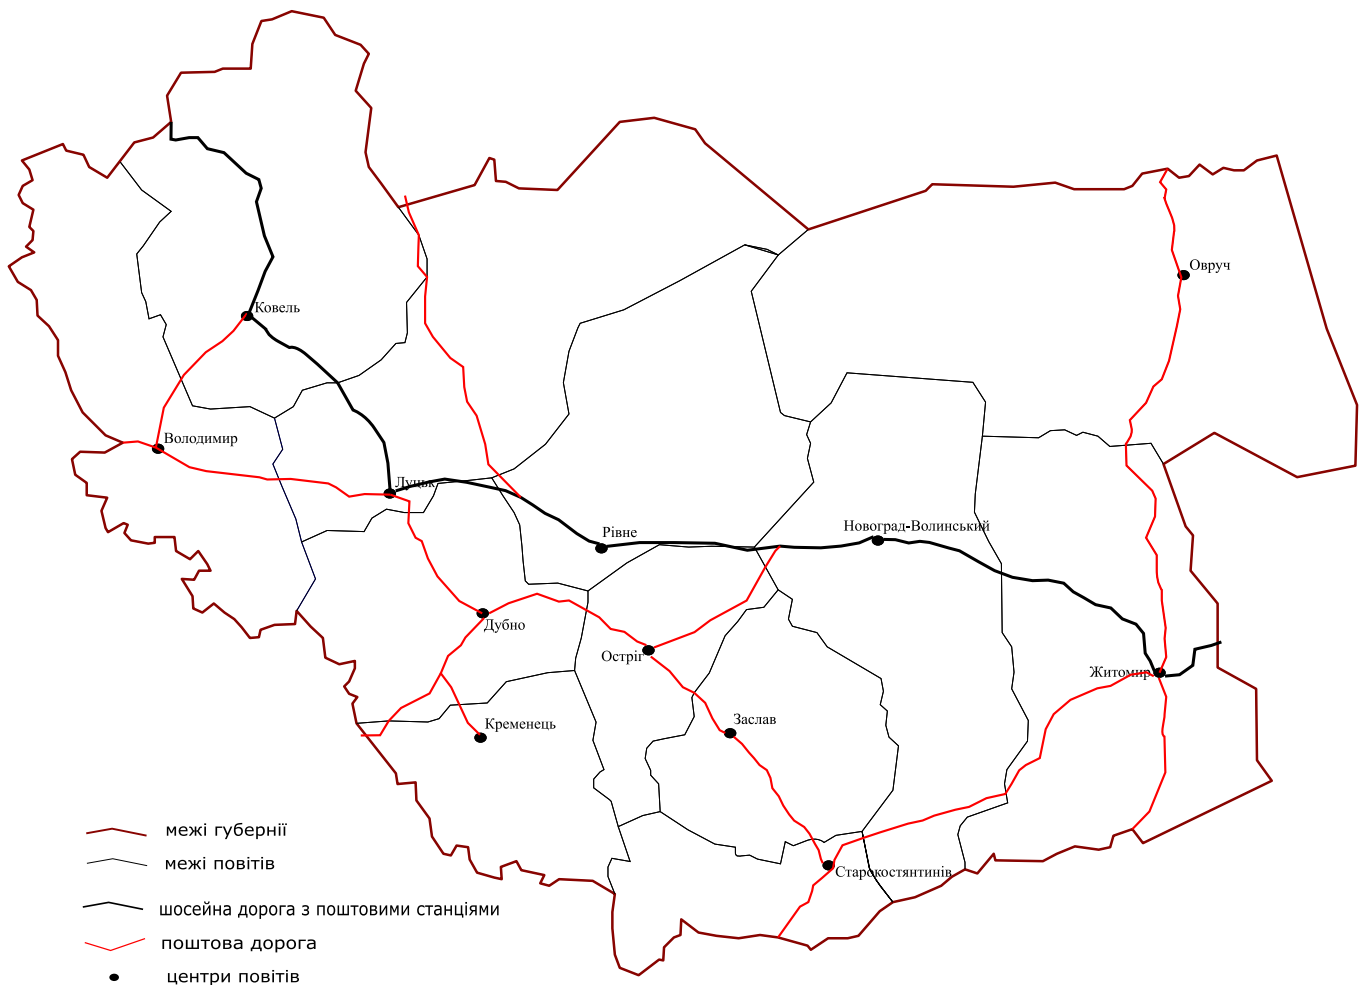 Овруч
Ковель
Володимир
Луцьк
Новоград-Волинський
Рівне
Дубно
Остріг
Житомир
Заслав
Кременець
межі губернії
межі повітів
Старокостянтинів
шосейна дорога з поштовими станціями
поштова дорога
центри повітів